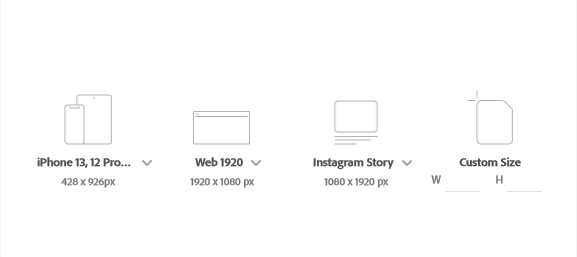 iPhone 13, 12 Pro...
428 x 926px
Web 1920
1920 x 1080 px
Instagram Story
1080 x 1920 px
Custom Size
W
H